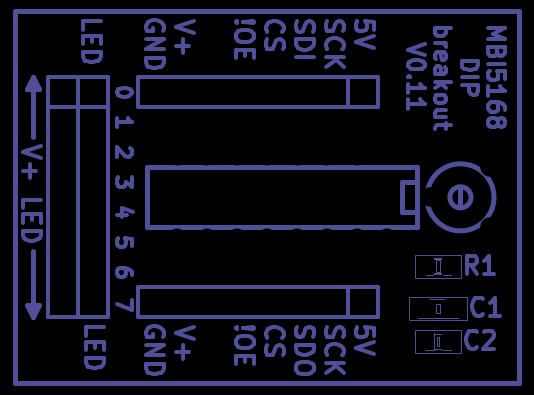 LED
GND
V+
!OE
CS
SDI
SCK
5V
MBI5168
DIP
breakout
V0.11
V+ LED
0
1
2
3
4
5
6
7
R1
C1
C2
LED
GND
V+
!OE
CS
SDO
SCK
5V